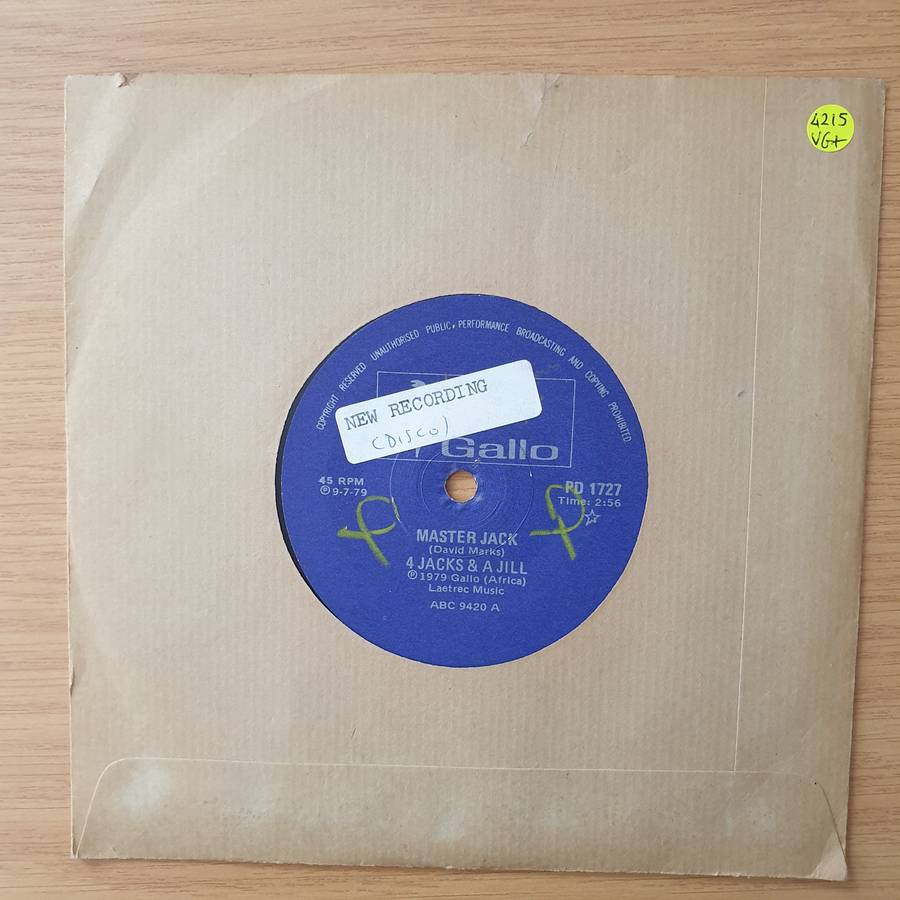 4215
VG+
COPYRIGHT RESERVED UNAUTHORISED PUBLIC, PERFORMANCE BROADCASTING AND COPYING PROHIBITED
NEW RECORDING
(DISCO)
Gallo
45 RPM
℗ 9-7-79
PD 1727
Time: 2:56
MASTER JACK
(David Marks)
4 JACKS & A JILL
℗ 1979 Gallo (Africa)
Laetrec Music
ABC 9420 A